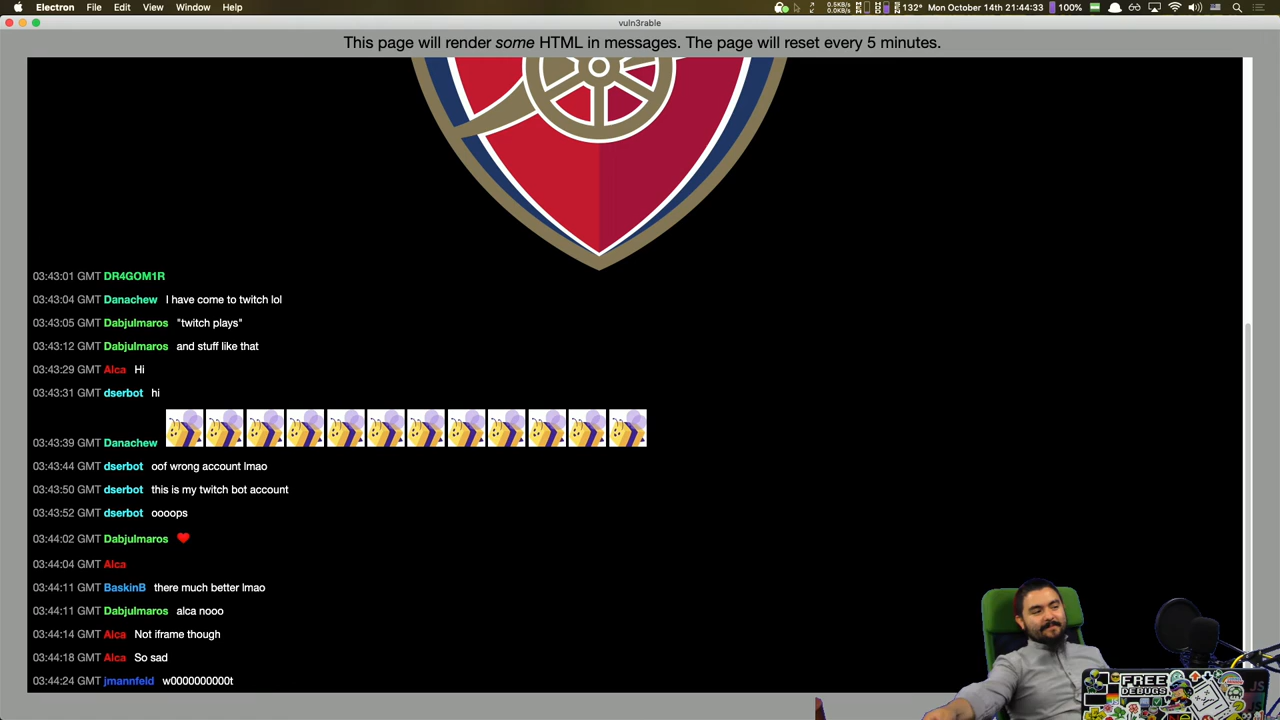 Electron File Edit View Window Help
0.5KB/s
0.0KB/s
132° Mon October 14th 21:44:33 100%
vuln3rable
This page will render some HTML in messages. The page will reset every 5 minutes.
03:43:01 GMT DR4GOM1R
03:43:04 GMT Danachew I have come to twitch lol
03:43:05 GMT Dabjulmaros "twitch plays"
03:43:12 GMT Dabjulmaros and stuff like that
03:43:29 GMT Alca Hi
03:43:31 GMT dserbot hi
03:43:39 GMT Danachew
03:43:44 GMT dserbot oof wrong account lmao
03:43:50 GMT dserbot this is my twitch bot account
03:43:52 GMT dserbot oooops
03:44:02 GMT Dabjulmaros ❤
03:44:04 GMT Alca
03:44:11 GMT BaskinB there much better lmao
03:44:11 GMT Dabjulmaros alca nooo
03:44:14 GMT Alca Not iframe though
03:44:18 GMT Alca So sad
03:44:24 GMT jmannfeld w0000000000t
FREE
DEBUGS
JS